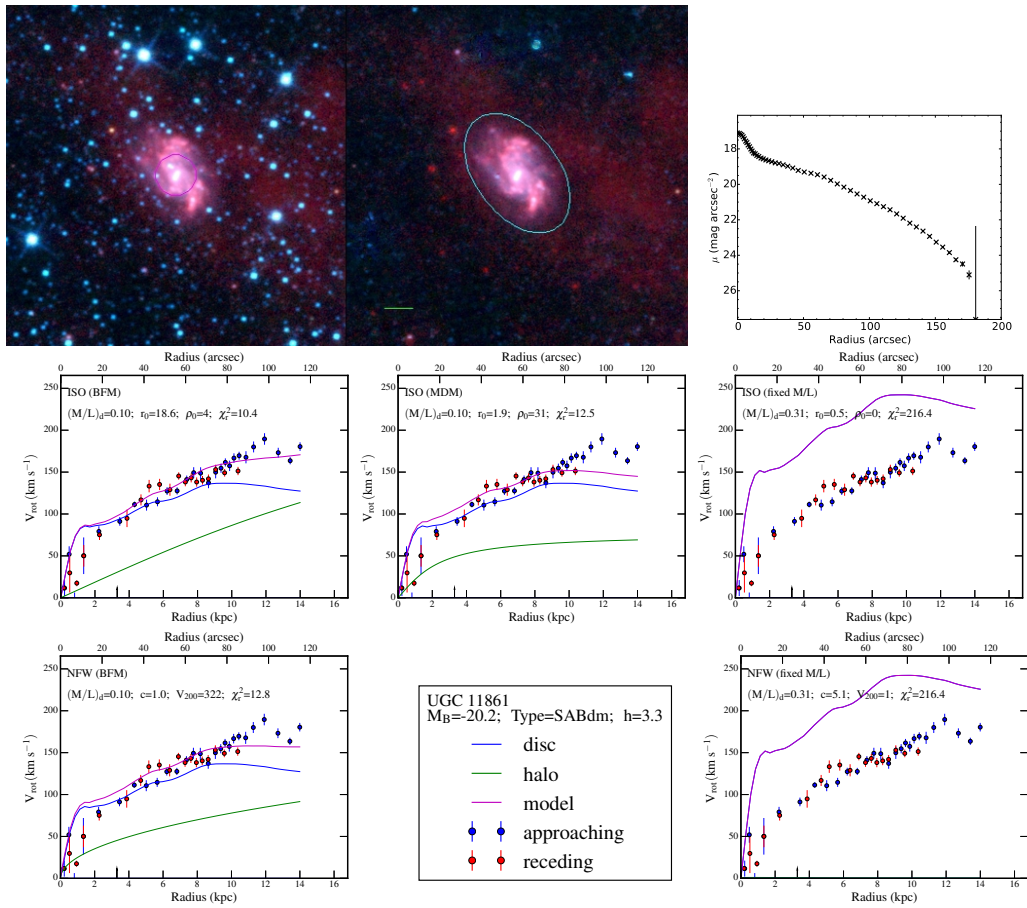 18
20
22
24
26
μ (mag arcsec⁻²)
0 50 100 150 200
Radius (arcsec)
Radius (arcsec)
0 20 40 60 80 100 120
ISO (BFM)
(M/L)d=0.10; r0=18.6; ρ0=4; χr²=10.4
250
200
150
100
50
0
Vrot(km s⁻¹)
0 2 4 6 8 10 12 14 16
Radius (kpc)
Radius (arcsec)
0 20 40 60 80 100 120
ISO (MDM)
(M/L)d=0.10; r0=1.9; ρ0=31; χr²=12.5
250
200
150
100
50
0
Vrot(km s⁻¹)
0 2 4 6 8 10 12 14 16
Radius (kpc)
Radius (arcsec)
0 20 40 60 80 100 120
ISO (fixed M/L)
(M/L)d=0.31; r0=0.5; ρ0=0; χr²=216.4
250
200
150
100
50
0
Vrot(km s⁻¹)
0 2 4 6 8 10 12 14 16
Radius (kpc)
Radius (arcsec)
0 20 40 60 80 100 120
NFW (BFM)
(M/L)d=0.10; c=1.0; V200=322; χr²=12.8
250
200
150
100
50
0
Vrot(km s⁻¹)
0 2 4 6 8 10 12 14 16
Radius (kpc)
UGC 11861
MB=-20.2; Type=SABdm; h=3.3
disc
halo
model
approaching
receding
Radius (arcsec)
0 20 40 60 80 100 120
NFW (fixed M/L)
(M/L)d=0.31; c=5.1; V200=1; χr²=216.4
250
200
150
100
50
0
Vrot(km s⁻¹)
0 2 4 6 8 10 12 14 16
Radius (kpc)